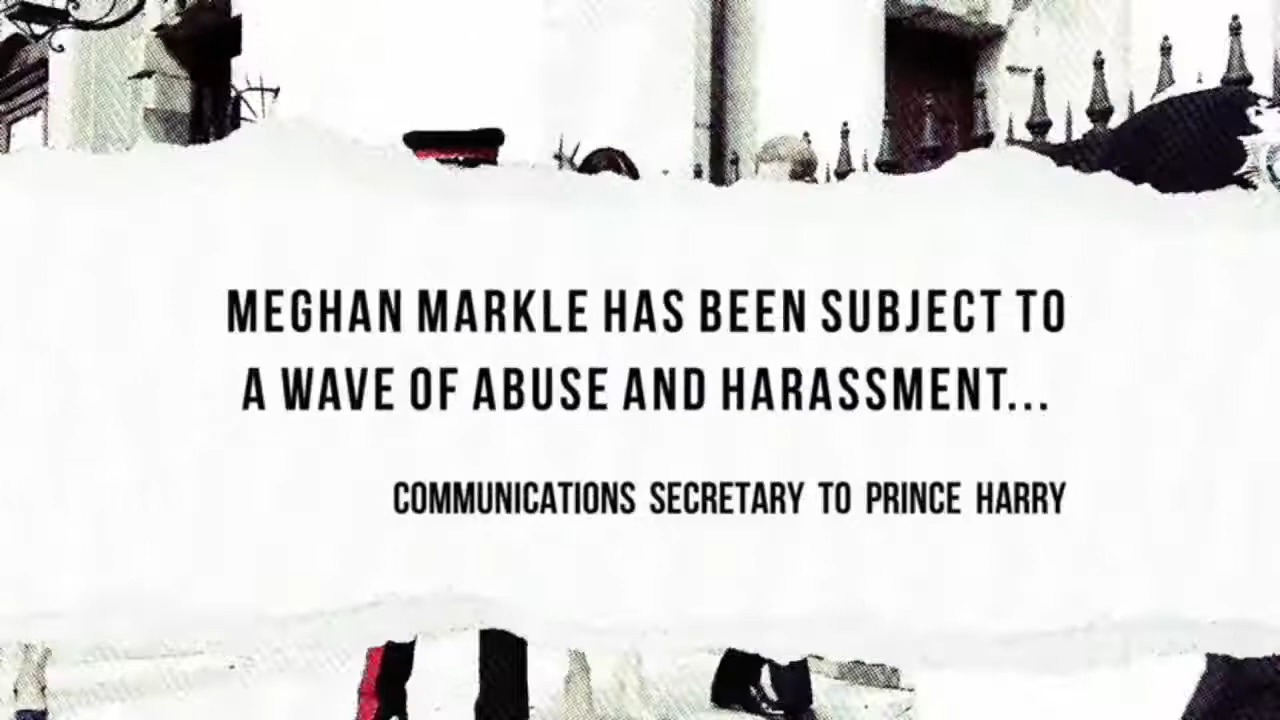 MEGHAN MARKLE HAS BEEN SUBJECT TO
A WAVE OF ABUSE AND HARASSMENT...
COMMUNICATIONS SECRETARY TO PRINCE HARRY